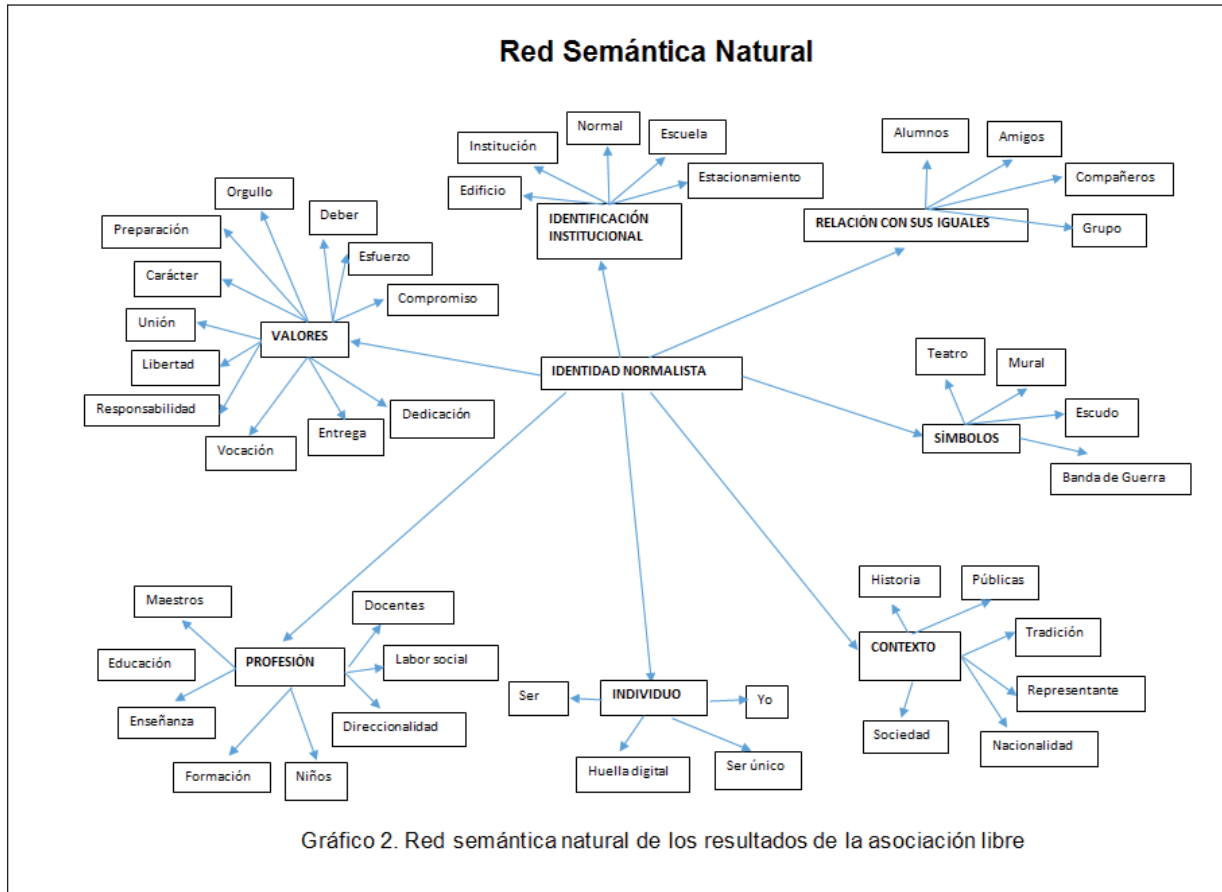 Red Semántica Natural
Normal
Escuela
Institución
Estacionamiento
Edificio
IDENTIFICACIÓN
INSTITUCIONAL
Alumnos
Amigos
Compañeros
Grupo
RELACIÓN CON SUS IGUALES
Orgullo
Deber
Preparación
Esfuerzo
Carácter
Compromiso
Unión
VALORES
Libertad
Responsabilidad
Dedicación
Entrega
Vocación
IDENTIDAD NORMALISTA
Teatro
Mural
Escudo
SÍMBOLOS
Banda de Guerra
Maestros
Docentes
Educación
PROFESIÓN
Labor social
Enseñanza
Direccionalidad
Formación
Niños
Ser
INDIVIDUO
Yo
Huella digital
Ser único
Historia
Públicas
Tradición
CONTEXTO
Representante
Sociedad
Nacionalidad
Gráfico 2. Red semántica natural de los resultados de la asociación libre